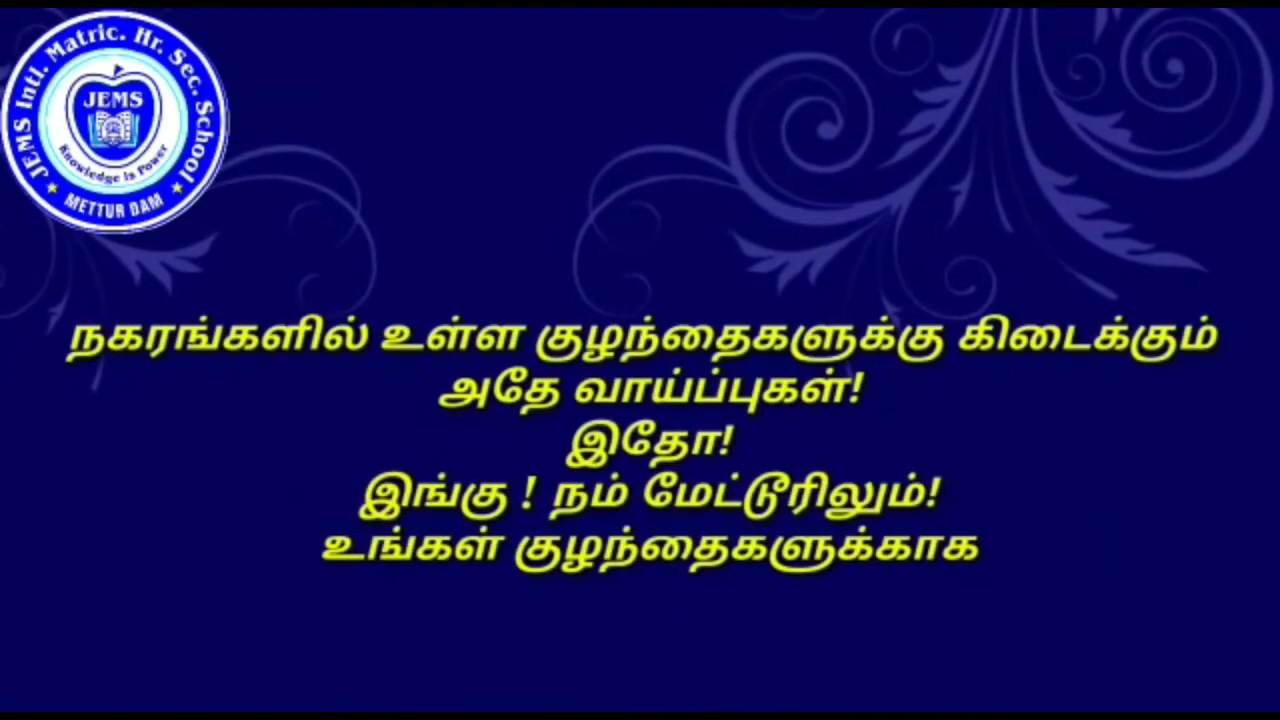 JEMS Intl. Matric. Hr. Sec. School
JEMS
Knowledge is Power
METTUR DAM
நகரங்களில் உள்ள குழந்தைகளுக்கு கிடைக்கும்
அதே வாய்ப்புகள்!
இதோ!
இங்கு ! நம் மேட்டூரிலும்!
உங்கள் குழந்தைகளுக்காக